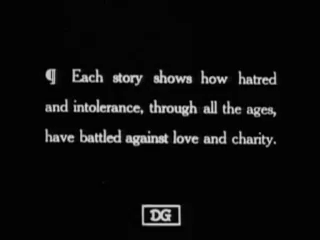 ¶ Each story shows how hatred
and intolerance, through all the ages,
have battled against love and charity.
DG